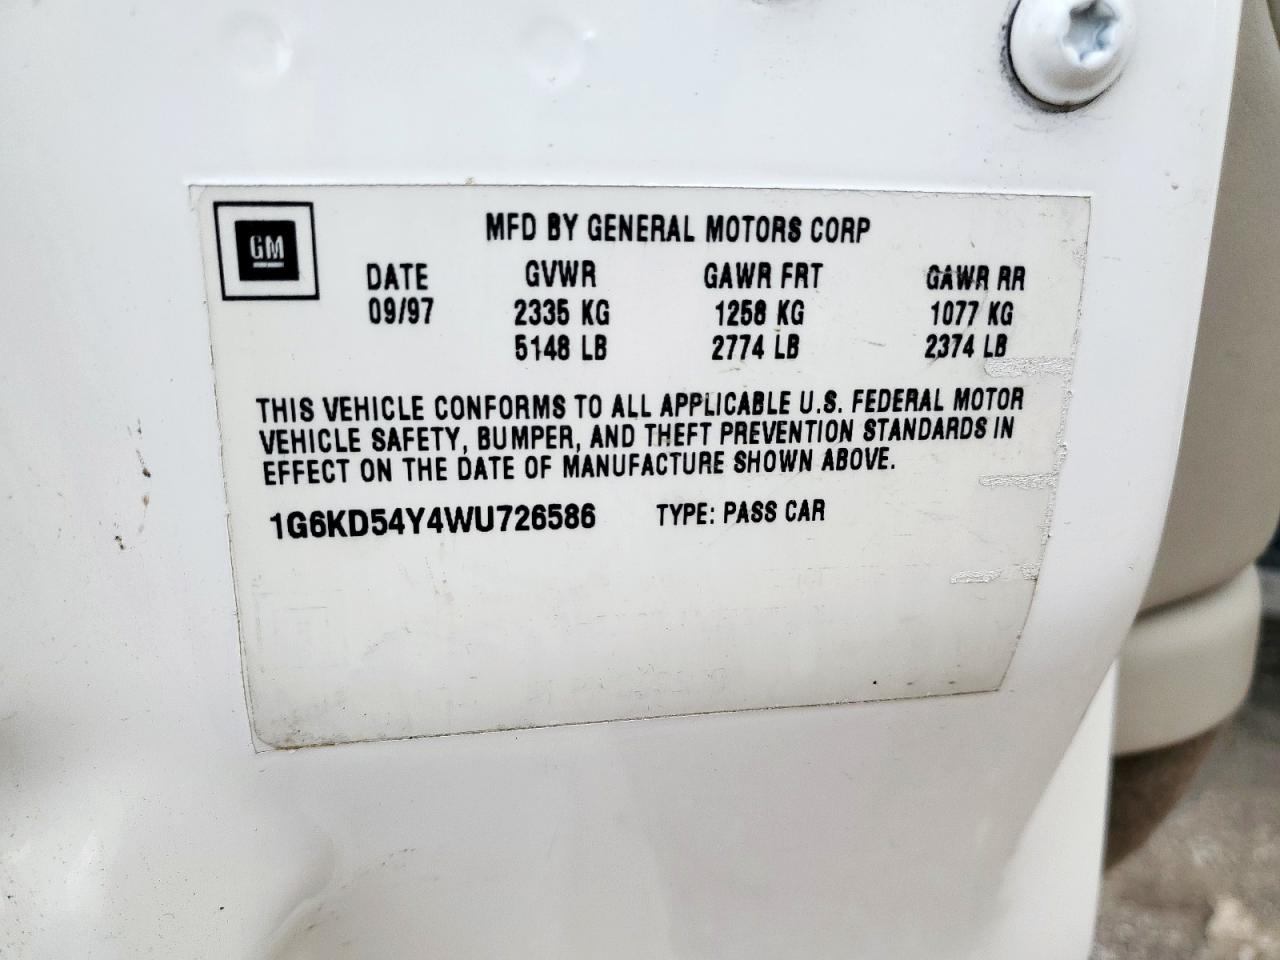 GM
MFD BY GENERAL MOTORS CORP
DATE GVWR GAWR FRT GAWR RR
09/97 2335 KG 1258 KG 1077 KG
5148 LB 2774 LB 2374 LB
THIS VEHICLE CONFORMS TO ALL APPLICABLE U.S. FEDERAL MOTOR
VEHICLE SAFETY, BUMPER, AND THEFT PREVENTION STANDARDS IN
EFFECT ON THE DATE OF MANUFACTURE SHOWN ABOVE.
1G6KD54Y4WU726586 TYPE: PASS CAR